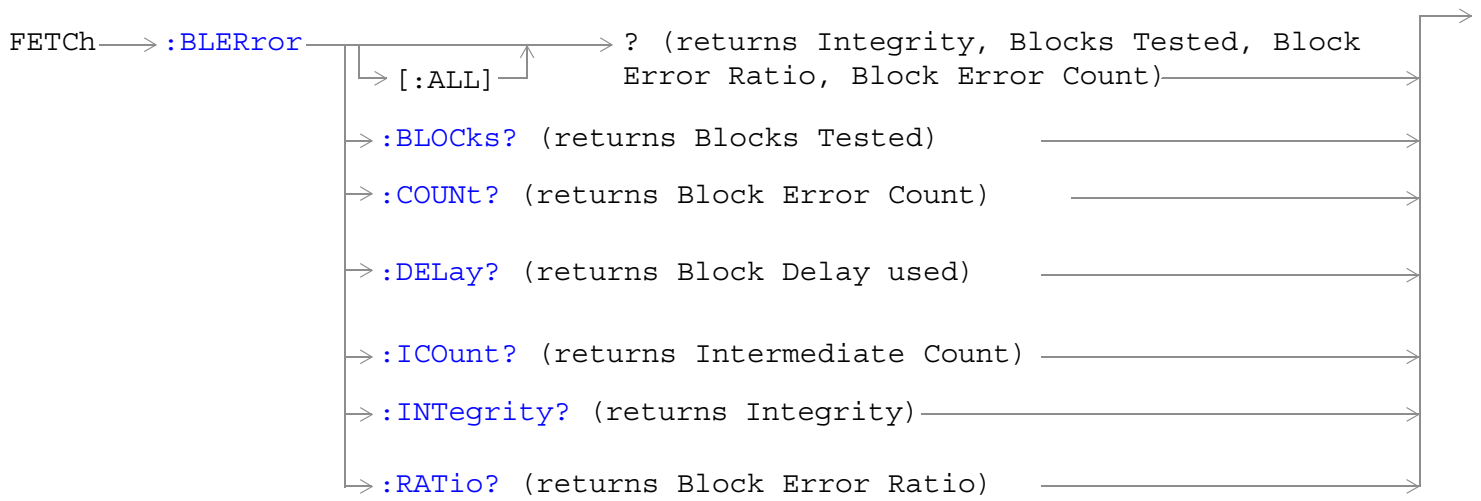 FETCh :BLERror ? (returns Integrity, Blocks Tested, Block
[:ALL] Error Ratio, Block Error Count)
:BLOCks? (returns Blocks Tested)
:COUNt? (returns Block Error Count)
:DELay? (returns Block Delay used)
:ICOunt? (returns Intermediate Count)
:INTegrity? (returns Integrity)
:RATio? (returns Block Error Ratio)